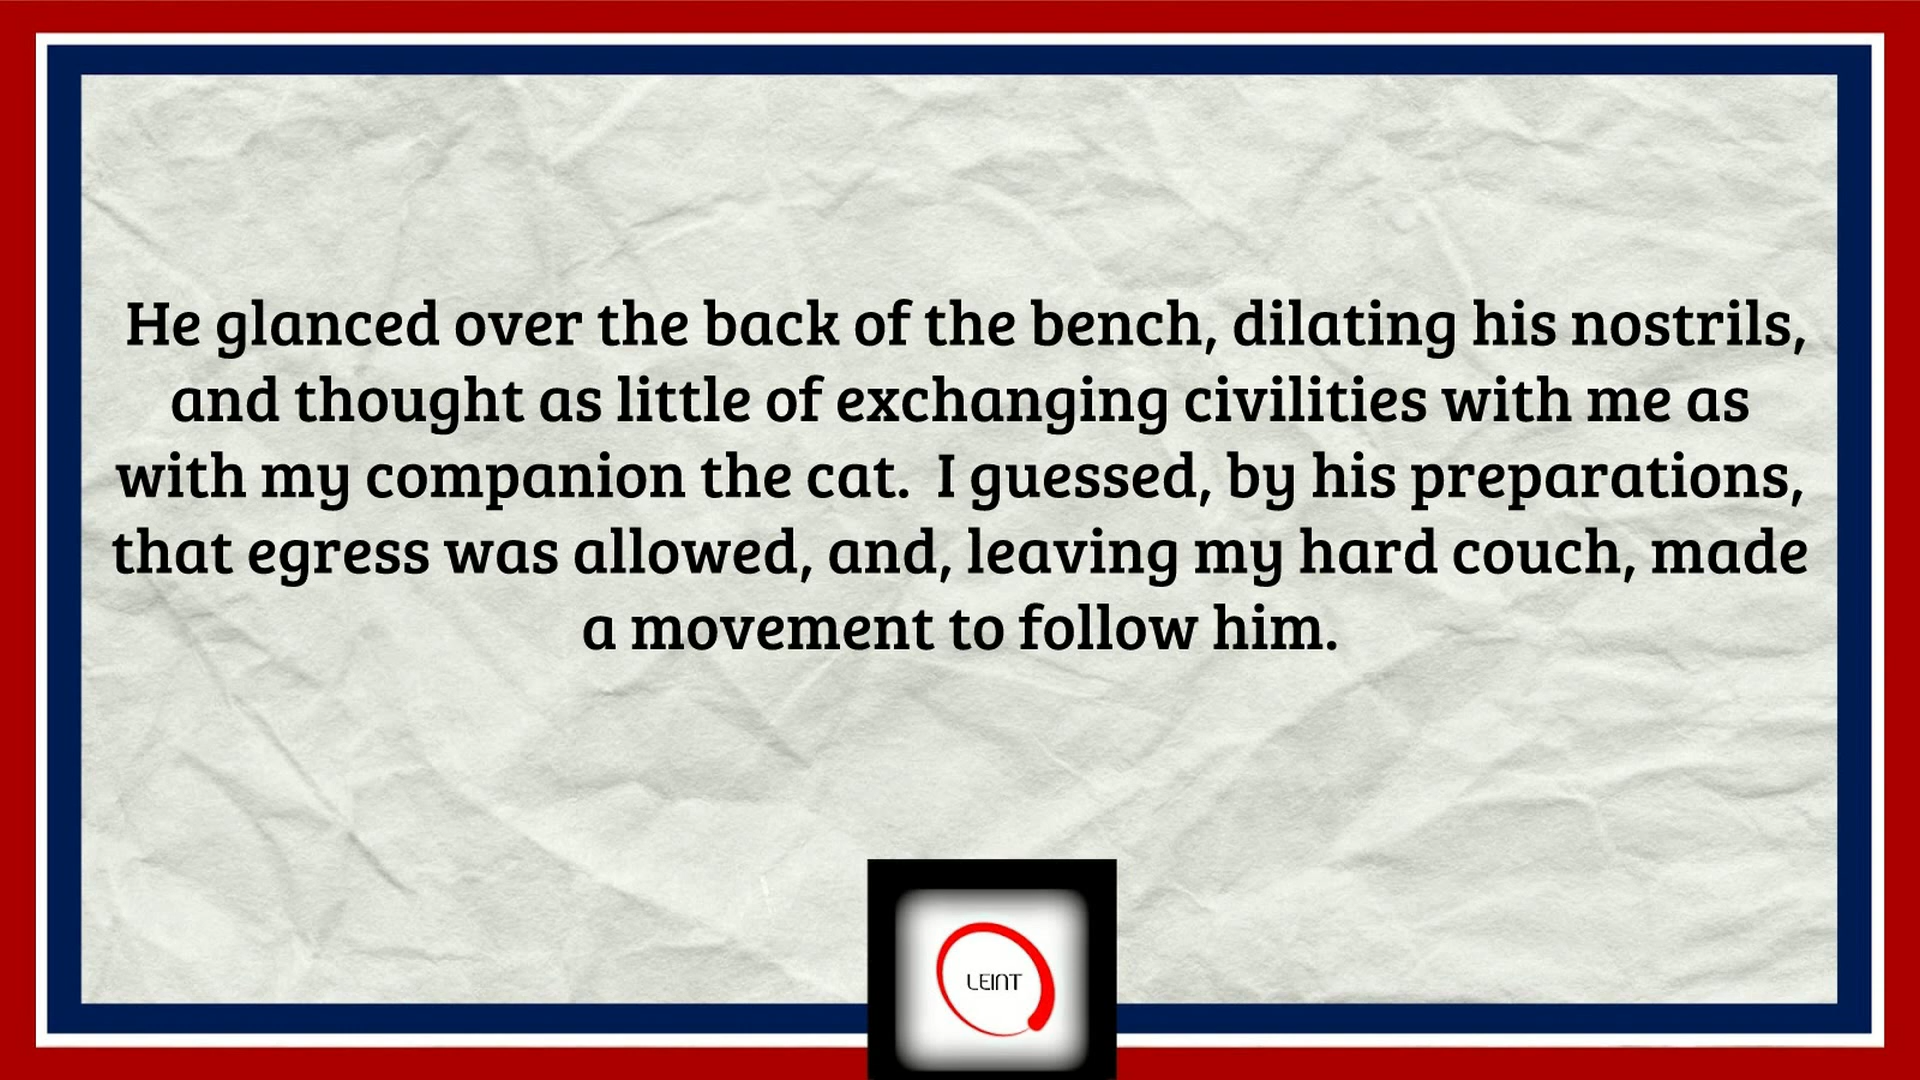 He glanced over the back of the bench, dilating his nostrils,
and thought as little of exchanging civilities with me as
with my companion the cat.  I guessed, by his preparations,
that egress was allowed, and, leaving my hard couch, made
a movement to follow him.
LEINT